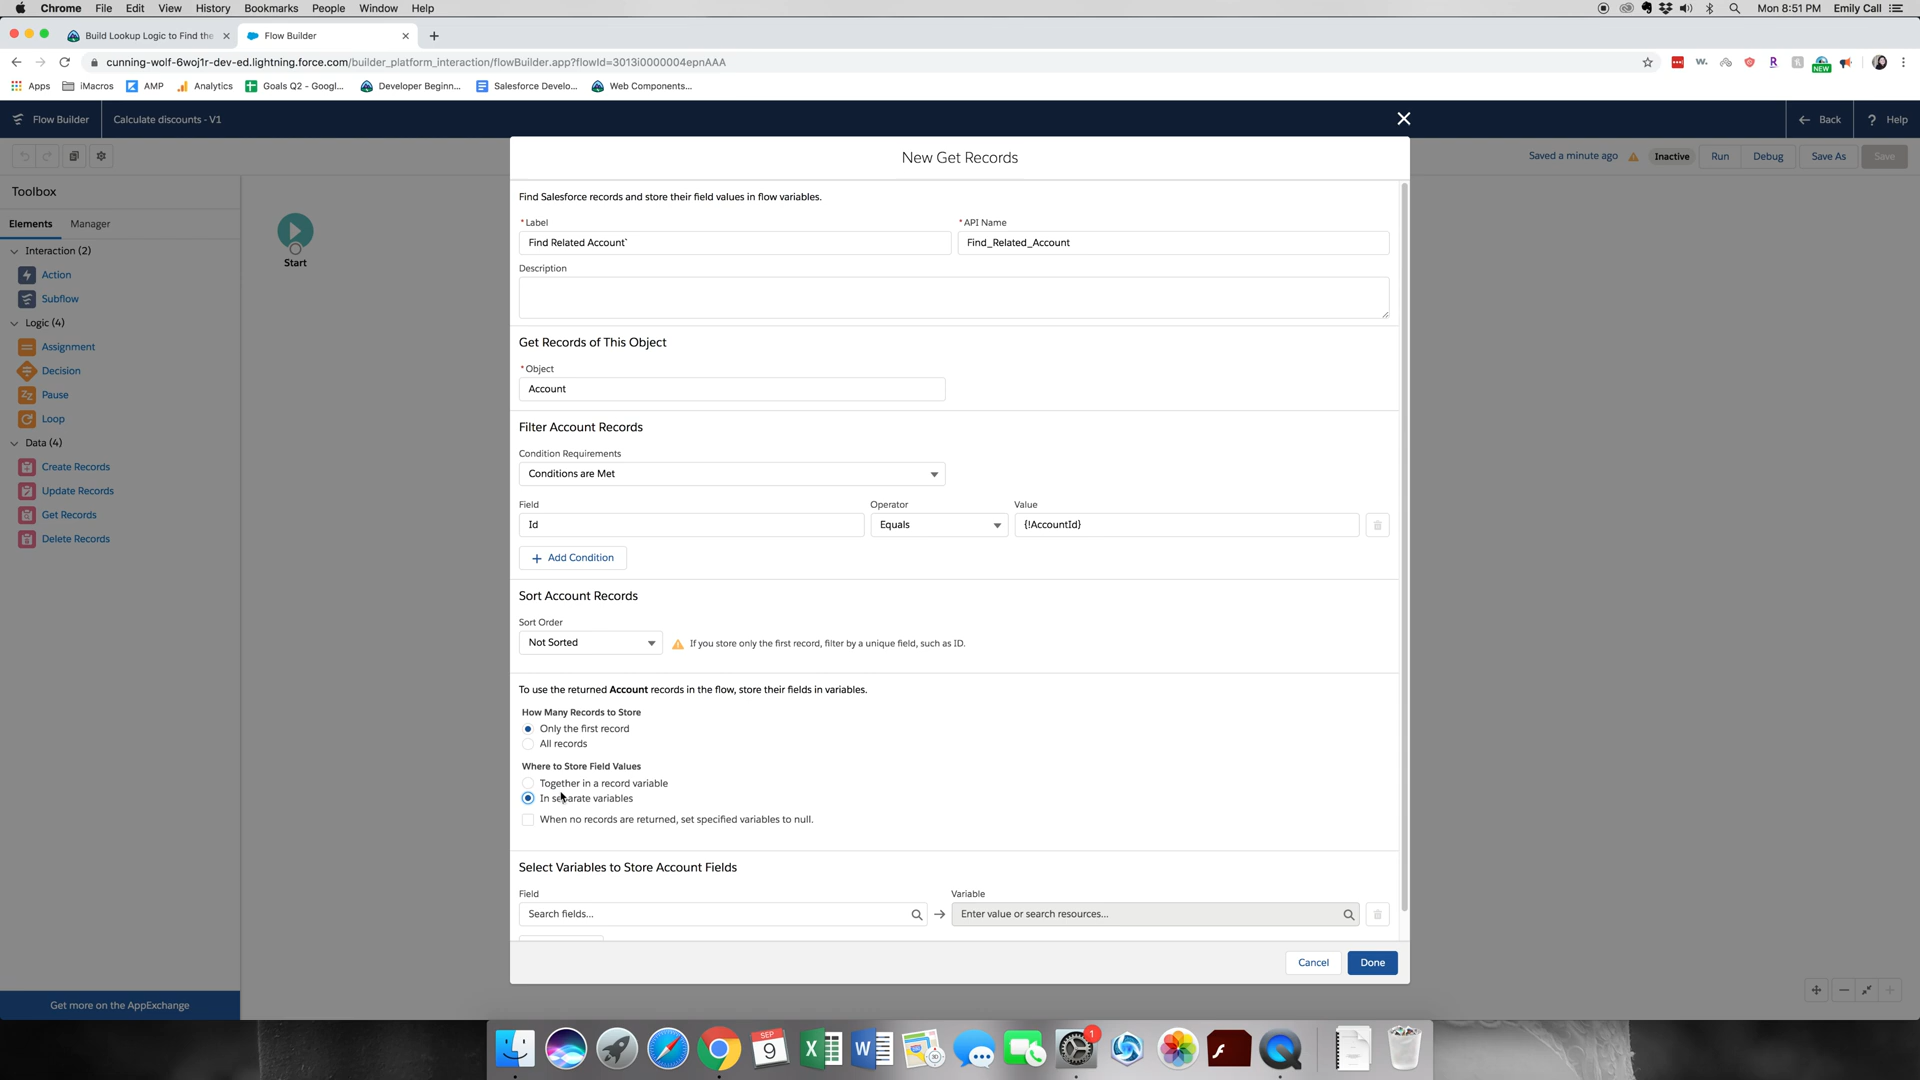 Chrome File Edit View History Bookmarks People Window Help
Mon 8:51 PM Emily Call
Build Lookup Logic to Find the
Flow Builder
cunning-wolf-6woj1r-dev-ed.lightning.force.com/builder_platform_interaction/flowBuilder.app?flowId=3013i0000004epnAAA
NEW
Apps iMacros AMP Analytics Goals Q2 - Googl... Developer Beginn... Salesforce Develo... Web Components...
Flow Builder Calculate discounts - V1
Back Help
Saved a minute ago Inactive Run Debug Save As Save
Toolbox
Elements Manager
Interaction (2)
Action
Subflow
Logic (4)
Assignment
Decision
Pause
Loop
Data (4)
Create Records
Update Records
Get Records
Delete Records
Get more on the AppExchange
Start
New Get Records
Find Salesforce records and store their field values in flow variables.
*Label *API Name
Find Related Account` Find_Related_Account
Description
Get Records of This Object
*Object
Account
Filter Account Records
Condition Requirements
Conditions are Met
Field Operator Value
Id Equals {!AccountId}
+ Add Condition
Sort Account Records
Sort Order
Not Sorted If you store only the first record, filter by a unique field, such as ID.
To use the returned Account records in the flow, store their fields in variables.
How Many Records to Store
Only the first record
All records
Where to Store Field Values
Together in a record variable
In separate variables
When no records are returned, set specified variables to null.
Select Variables to Store Account Fields
Field Variable
Search fields... → Enter value or search resources...
Cancel Done
SEP
9
1